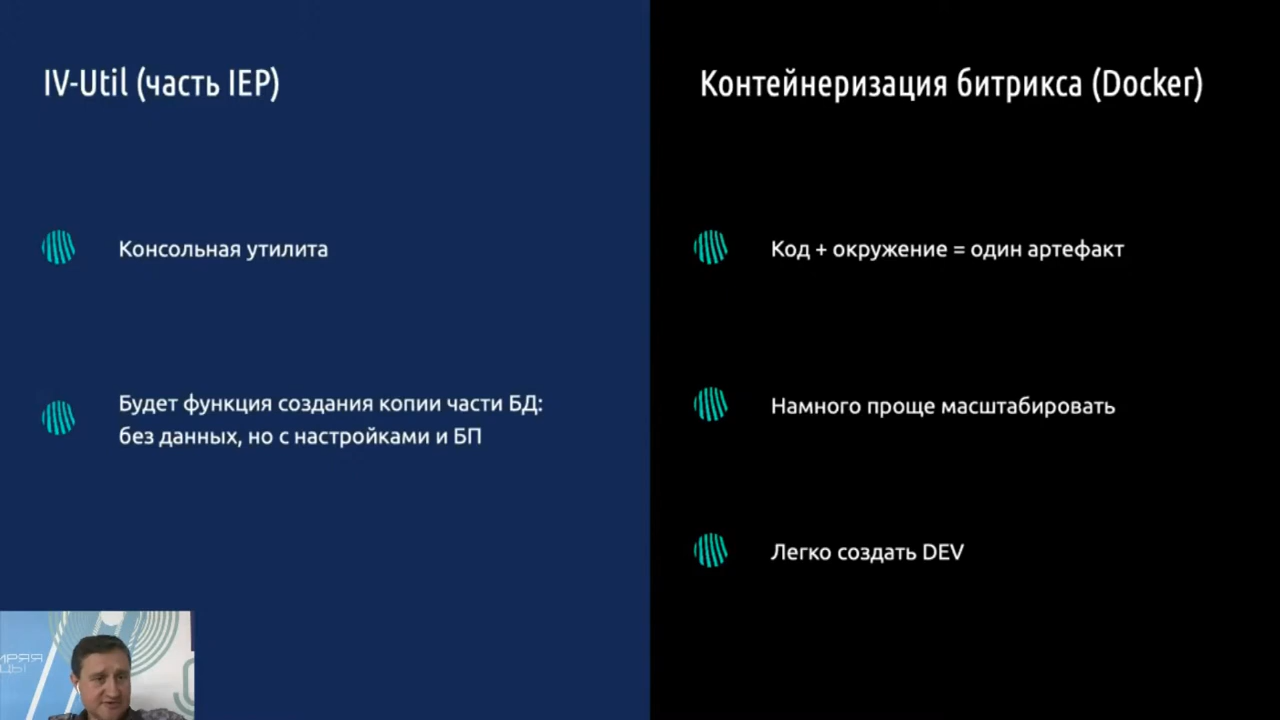 IV-Util (часть IEP)
Консольная утилита
Будет функция создания копии части БД:
без данных, но с настройками и БП
Контейнеризация битрикса (Docker)
Код + окружение = один артефакт
Намного проще масштабировать
Легко создать DEV